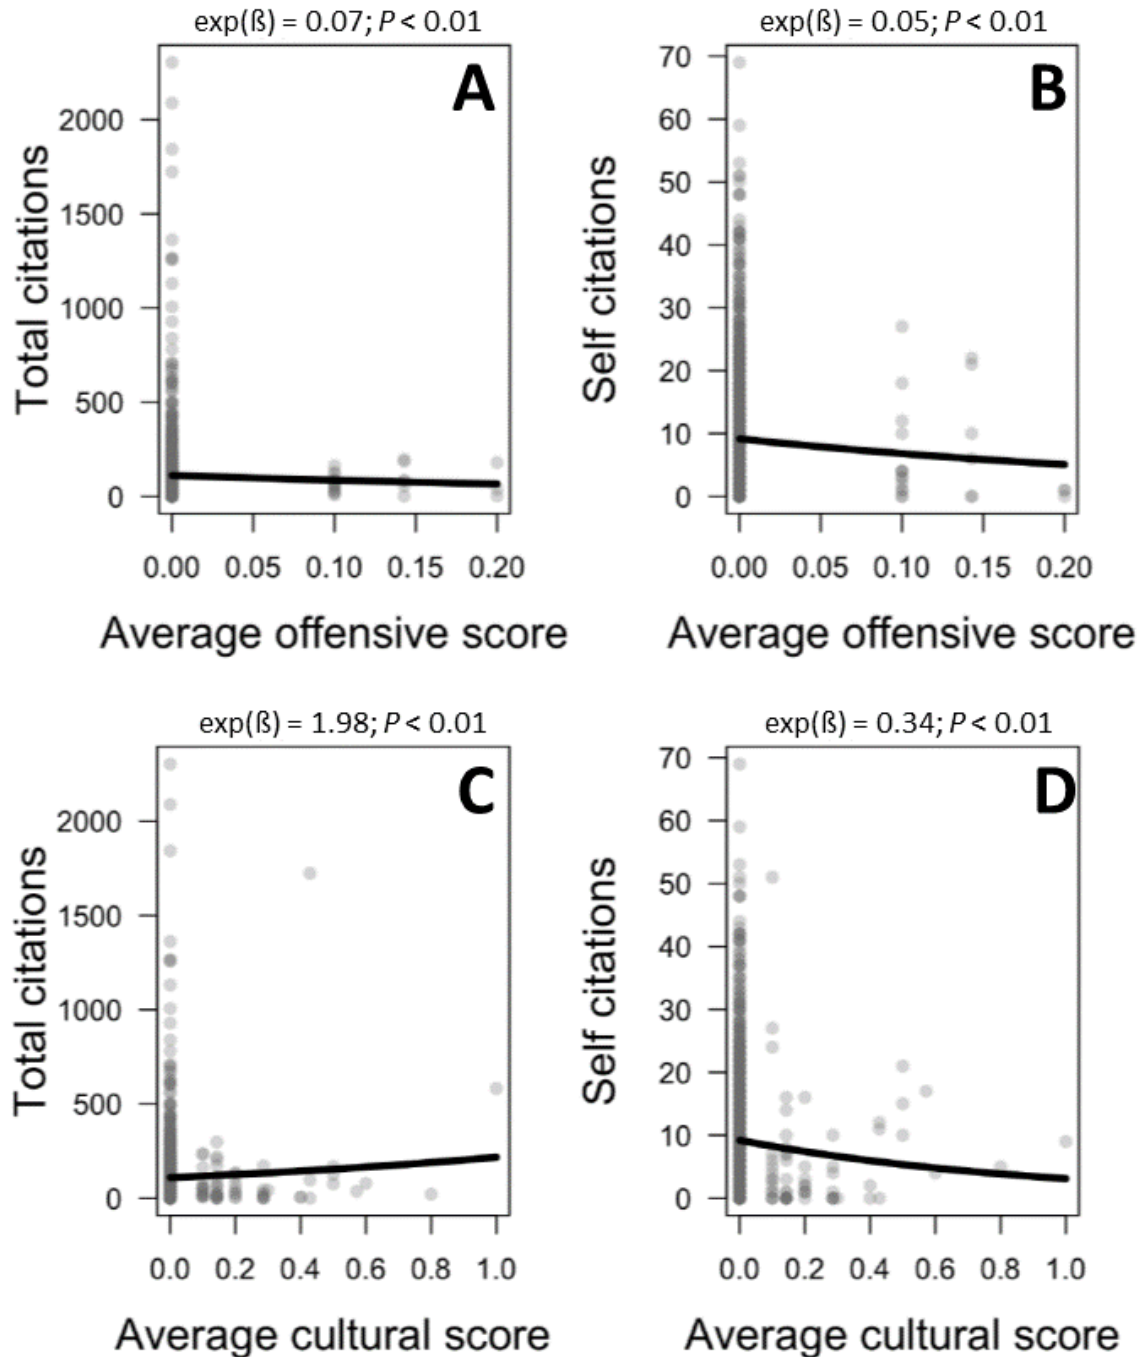 exp(ß) = 0.07; P < 0.01
A
Total citations
2000
1500
1000
500
0
0.00 0.05 0.10 0.15 0.20
Average offensive score
exp(ß) = 0.05; P < 0.01
B
Self citations
70
60
50
40
30
20
10
0
0.00 0.05 0.10 0.15 0.20
Average offensive score
exp(ß) = 1.98; P < 0.01
C
Total citations
2000
1500
1000
500
0
0.0 0.2 0.4 0.6 0.8 1.0
Average cultural score
exp(ß) = 0.34; P < 0.01
D
Self citations
70
60
50
40
30
20
10
0
0.0 0.2 0.4 0.6 0.8 1.0
Average cultural score